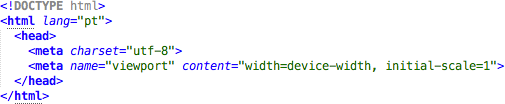 <!DOCTYPE html>
<html lang="pt">
  <head>
    <meta charset="utf-8">
    <meta name="viewport" content="width=device-width, initial-scale=1">
  </head>
</html>